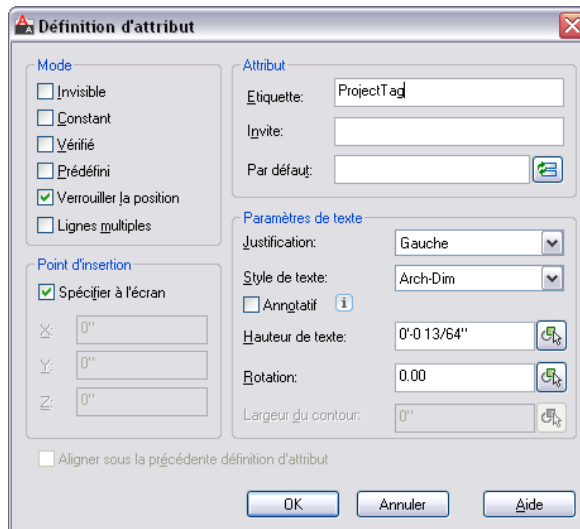 Définition d'attribut
Mode
Invisible
Constant
Vérifié
Prédéfini
Verrouiller la position
Lignes multiples
Point d'insertion
Spécifier à l'écran
X: 0''
Y: 0''
Z: 0''
Attribut
Etiquette: ProjectTag
Invite:
Par défaut:
Paramètres de texte
Justification: Gauche
Style de texte: Arch-Dim
Annotatif
Hauteur de texte: 0'-0 13/64''
Rotation: 0.00
Largeur du contour: 0''
Aligner sous la précédente définition d'attribut
OK Annuler Aide